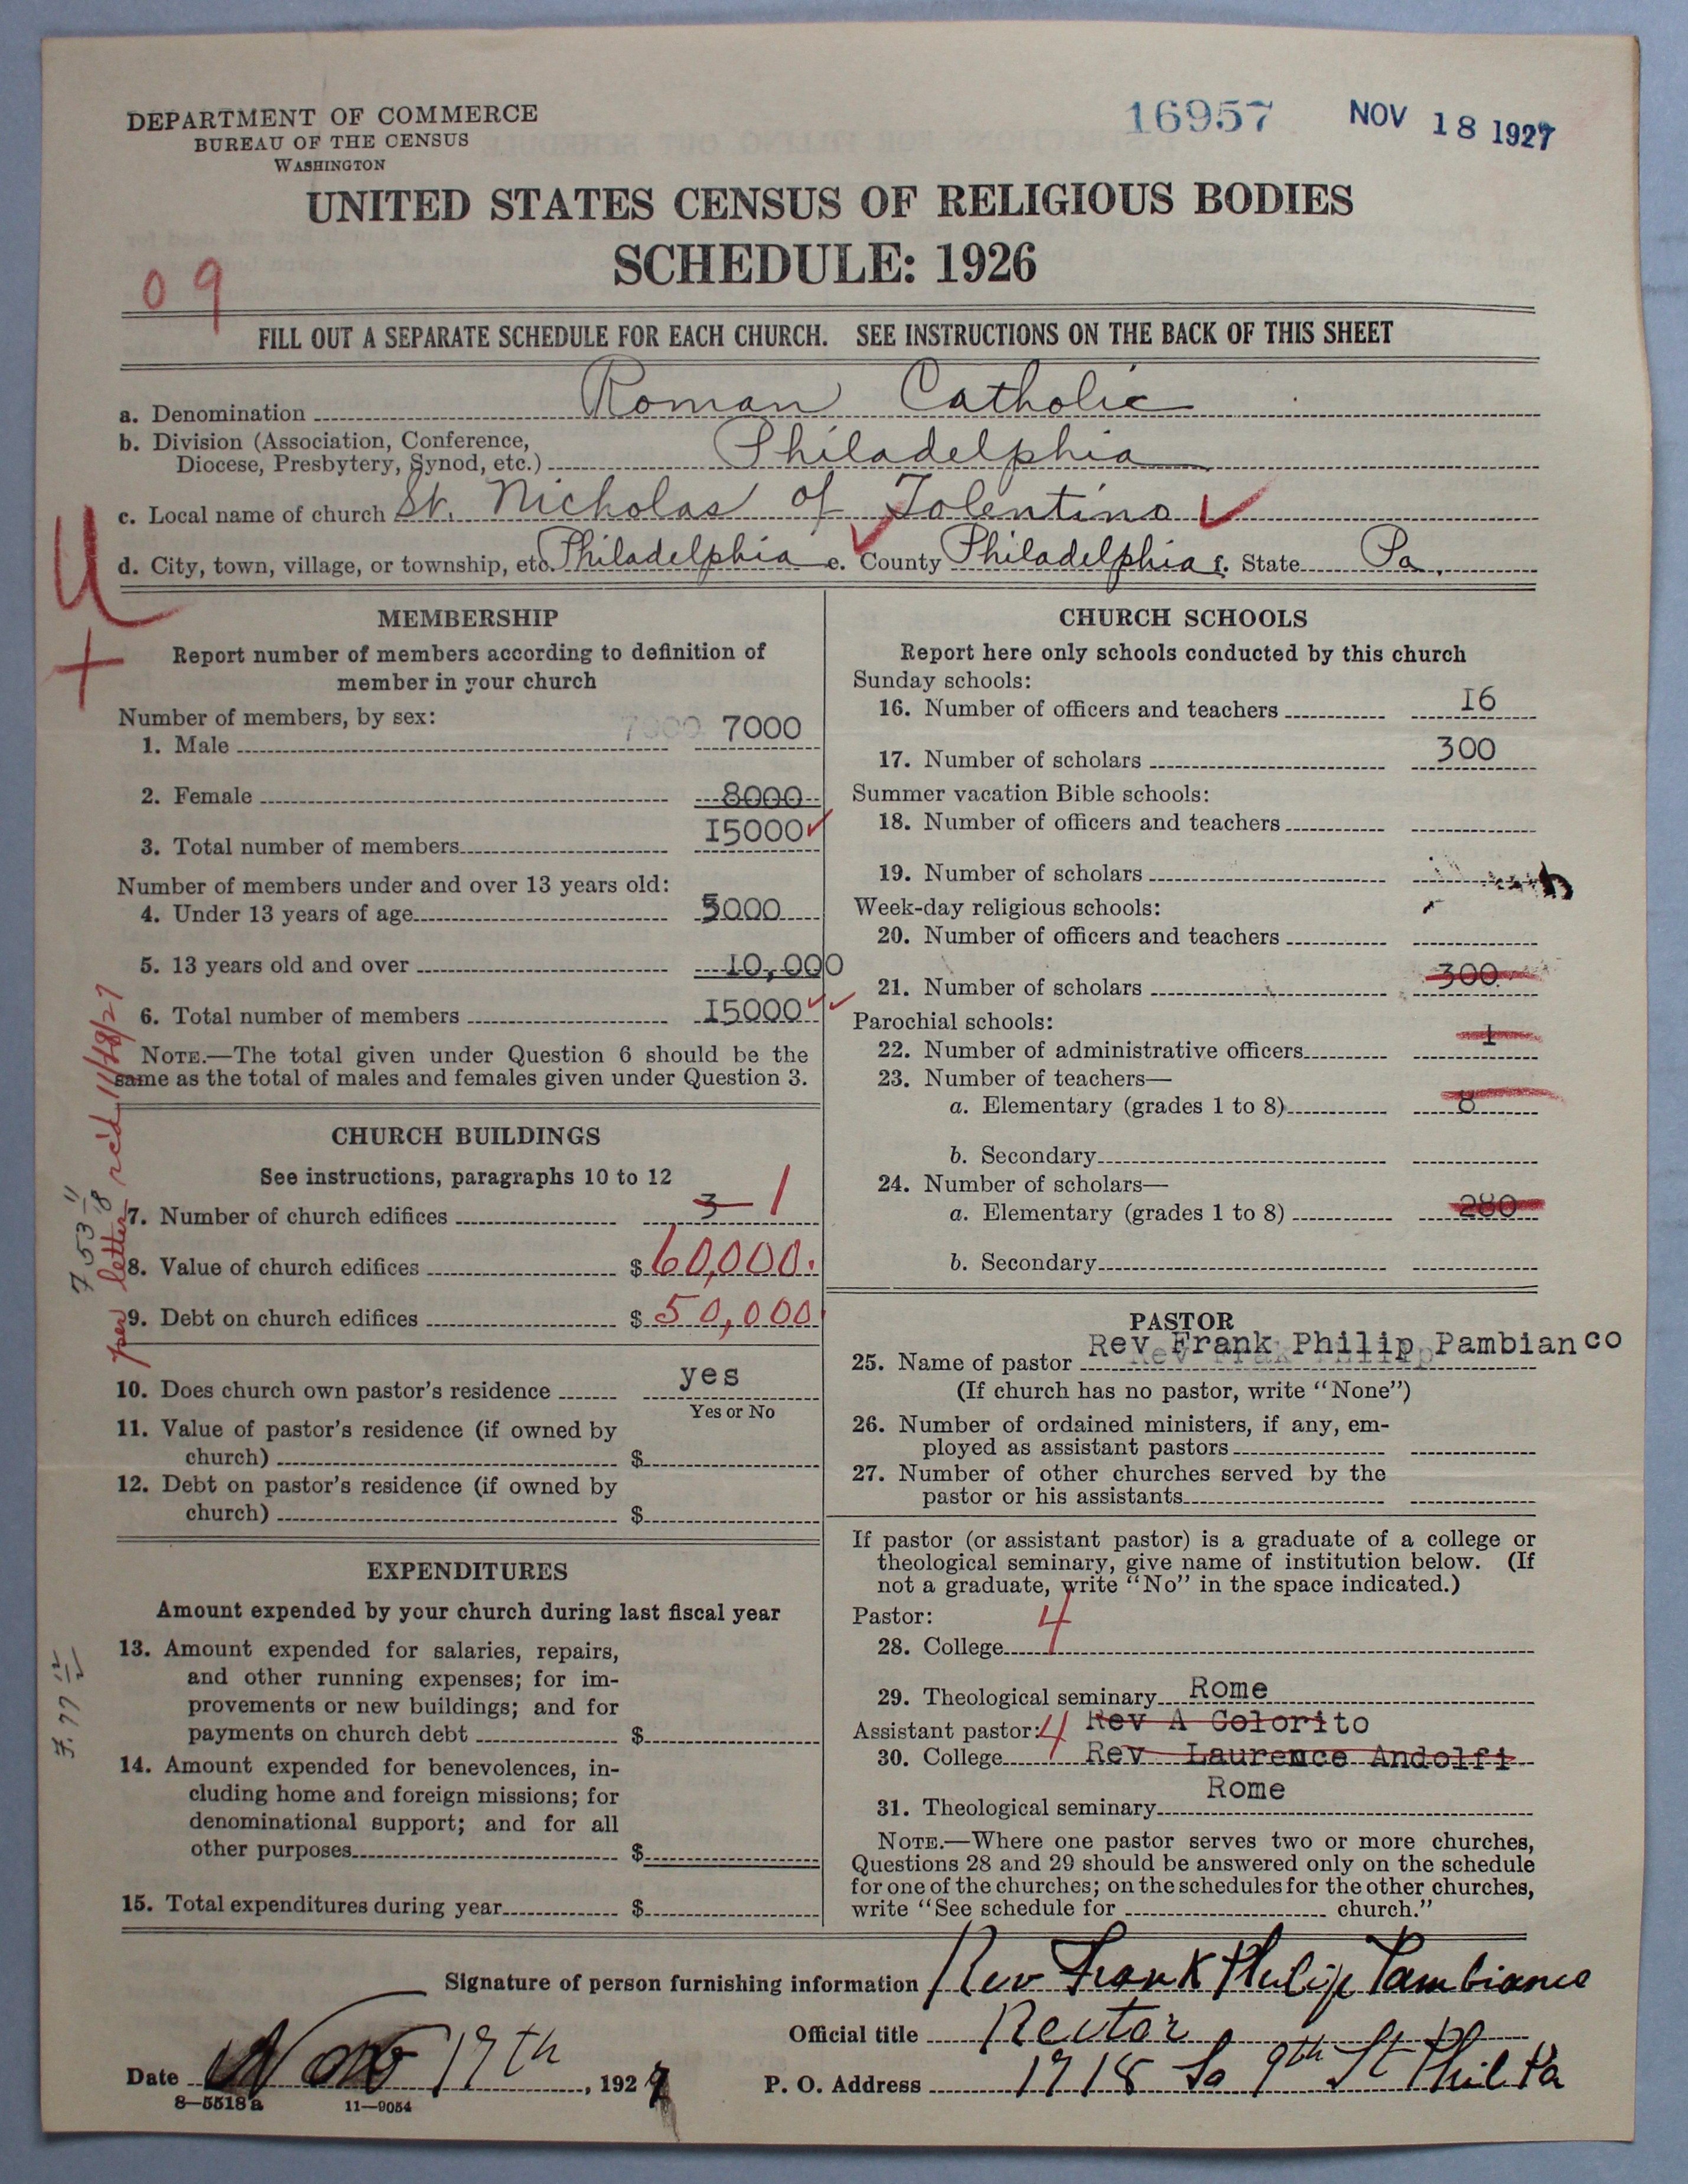 DEPARTMENT OF COMMERCE
BUREAU OF THE CENSUS
WASHINGTON
16957 NOV 18 1927
UNITED STATES CENSUS OF RELIGIOUS BODIES
SCHEDULE: 1926
09
FILL OUT A SEPARATE SCHEDULE FOR EACH CHURCH. SEE INSTRUCTIONS ON THE BACK OF THIS SHEET
a. Denomination Roman Catholic
b. Division (Association, Conference,
Diocese, Presbytery, Synod, etc.) Philadelphia
c. Local name of church St. Nicholas of Tolentino
d. City, town, village, or township, etc. Philadelphia e. County Philadelphia f. State Pa.
U
+
MEMBERSHIP
Report number of members according to definition of
member in your church
Number of members, by sex:
1. Male 7000 7000
2. Female 8000
3. Total number of members 15000
Number of members under and over 13 years old:
4. Under 13 years of age 5000
5. 13 years old and over 10,000
6. Total number of members 15000
NOTE.—The total given under Question 6 should be the
same as the total of males and females given under Question 3.
CHURCH BUILDINGS
See instructions, paragraphs 10 to 12
7. Number of church edifices 3 1
8. Value of church edifices $ 60,000.
9. Debt on church edifices $ 50,000
per letter rec'd 11/18/27
10. Does church own pastor's residence yes
Yes or No
11. Value of pastor's residence (if owned by
church) $
12. Debt on pastor's residence (if owned by
church) $
EXPENDITURES
Amount expended by your church during last fiscal year
13. Amount expended for salaries, repairs,
and other running expenses; for im-
provements or new buildings; and for
payments on church debt $
14. Amount expended for benevolences, in-
cluding home and foreign missions; for
denominational support; and for all
other purposes $
15. Total expenditures during year $
CHURCH SCHOOLS
Report here only schools conducted by this church
Sunday schools:
16. Number of officers and teachers 16
17. Number of scholars 300
Summer vacation Bible schools:
18. Number of officers and teachers
19. Number of scholars
Week-day religious schools:
20. Number of officers and teachers
21. Number of scholars 300
Parochial schools:
22. Number of administrative officers 1
23. Number of teachers—
a. Elementary (grades 1 to 8) 8
b. Secondary
24. Number of scholars—
a. Elementary (grades 1 to 8) 280
b. Secondary
PASTOR
25. Name of pastor Rev Frank Philip Pambianco
(If church has no pastor, write "None")
26. Number of ordained ministers, if any, em-
ployed as assistant pastors
27. Number of other churches served by the
pastor or his assistants
If pastor (or assistant pastor) is a graduate of a college or
theological seminary, give name of institution below. (If
not a graduate, write "No" in the space indicated.)
Pastor:
28. College 4
29. Theological seminary Rome
Assistant pastor: 4 Rev A Colorito
30. College Rev Laurence Andolfi
31. Theological seminary Rome
NOTE.—Where one pastor serves two or more churches,
Questions 28 and 29 should be answered only on the schedule
for one of the churches; on the schedules for the other churches,
write "See schedule for church."
Signature of person furnishing information Rev Frank Philip Pambianco
Official title Rector
Date Nov 17th, 1927
P. O. Address 1718 So 9th St Phil Pa
8—5518a 11—9054